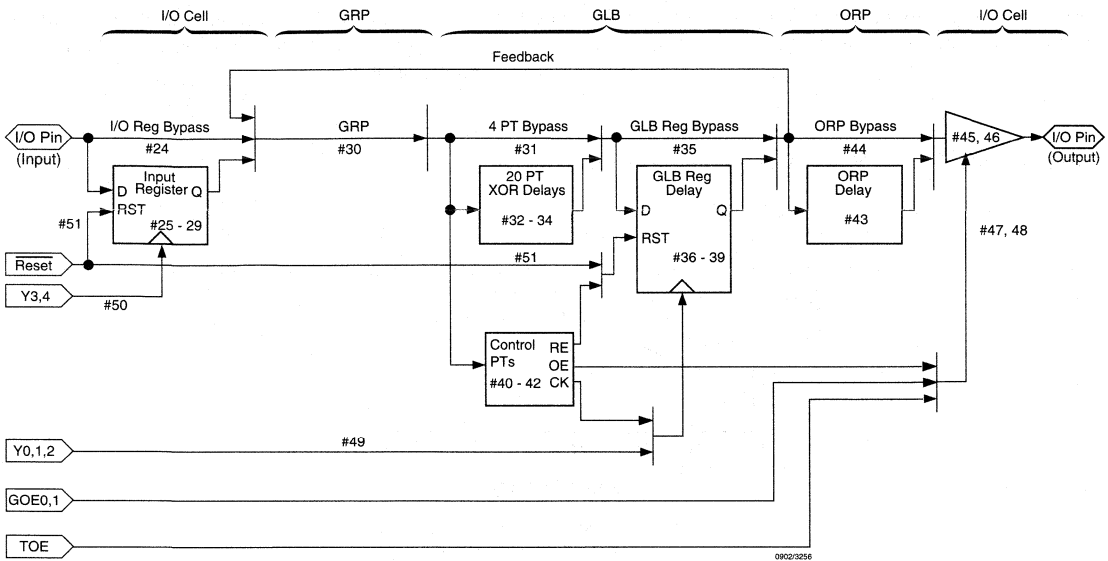 I/O Cell GRP GLB ORP I/O Cell
Feedback
I/O Pin
(Input)
I/O Reg Bypass
#24
GRP
#30
4 PT Bypass
#31
GLB Reg Bypass
#35
ORP Bypass
#44
#45, 46
I/O Pin
(Output)
Input
Register
D Q
RST
#25 - 29
#51
20 PT
XOR Delays
#32 - 34
GLB Reg
Delay
D Q
RST
#36 - 39
ORP
Delay
#43
#47, 48
Reset
#51
Y3,4
#50
Control
PTs
#40 - 42
RE
OE
CK
Y0,1,2
#49
GOE0,1
TOE
0902/3256